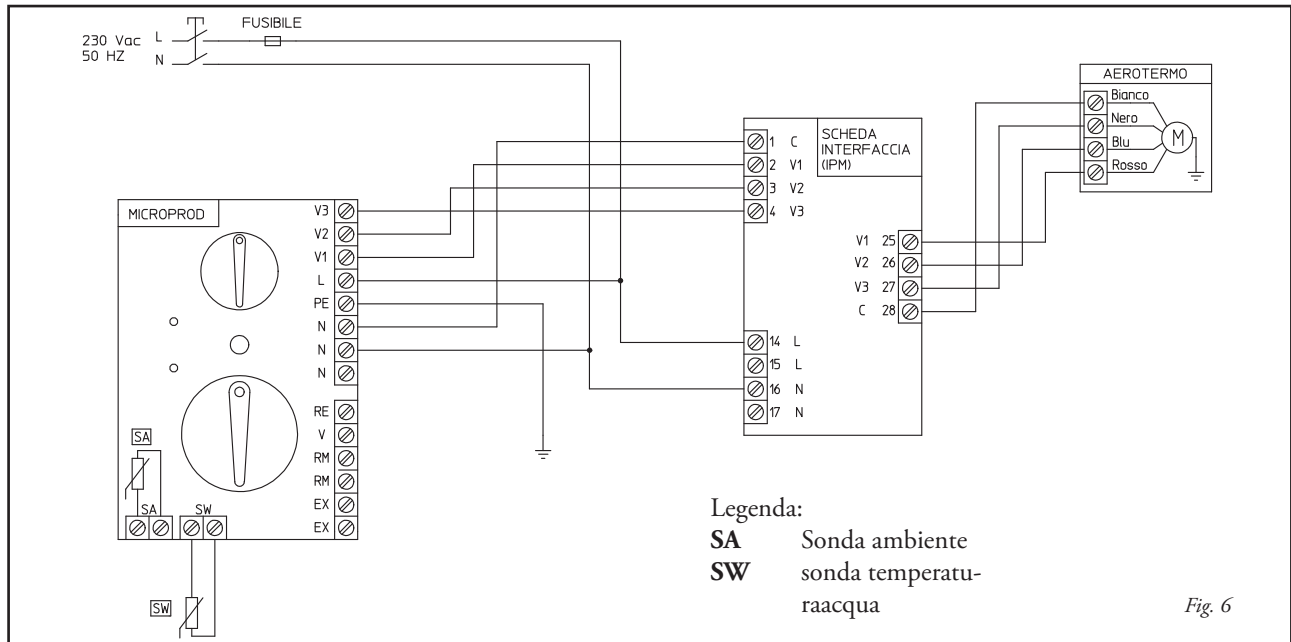 FUSIBILE
230 Vac L
50 HZ N
AEROTERMO
Bianco
Nero
Blu
Rosso
M
SCHEDA
INTERFACCIA
(IPM)
1 C
2 V1
3 V2
4 V3
V1 25
V2 26
V3 27
C 28
14 L
15 L
16 N
17 N
MICROPROD
V3
V2
V1
L
PE
N
N
N
RE
V
RM
RM
EX
EX
SA
SA SW
SW
Legenda:
SA Sonda ambiente
SW sonda temperatu-
raacqua
Fig. 6